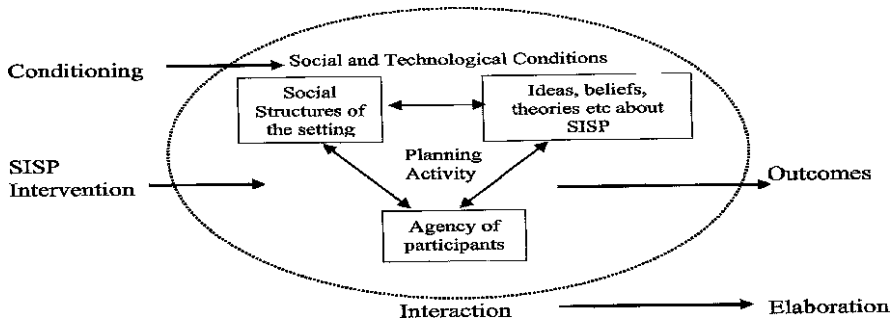 Conditioning
Social and Technological Conditions
Social
Structures of
the setting
Ideas, beliefs,
theories etc about
SISP
Planning
Activity
SISP
Intervention
Outcomes
Agency of
participants
Interaction
Elaboration